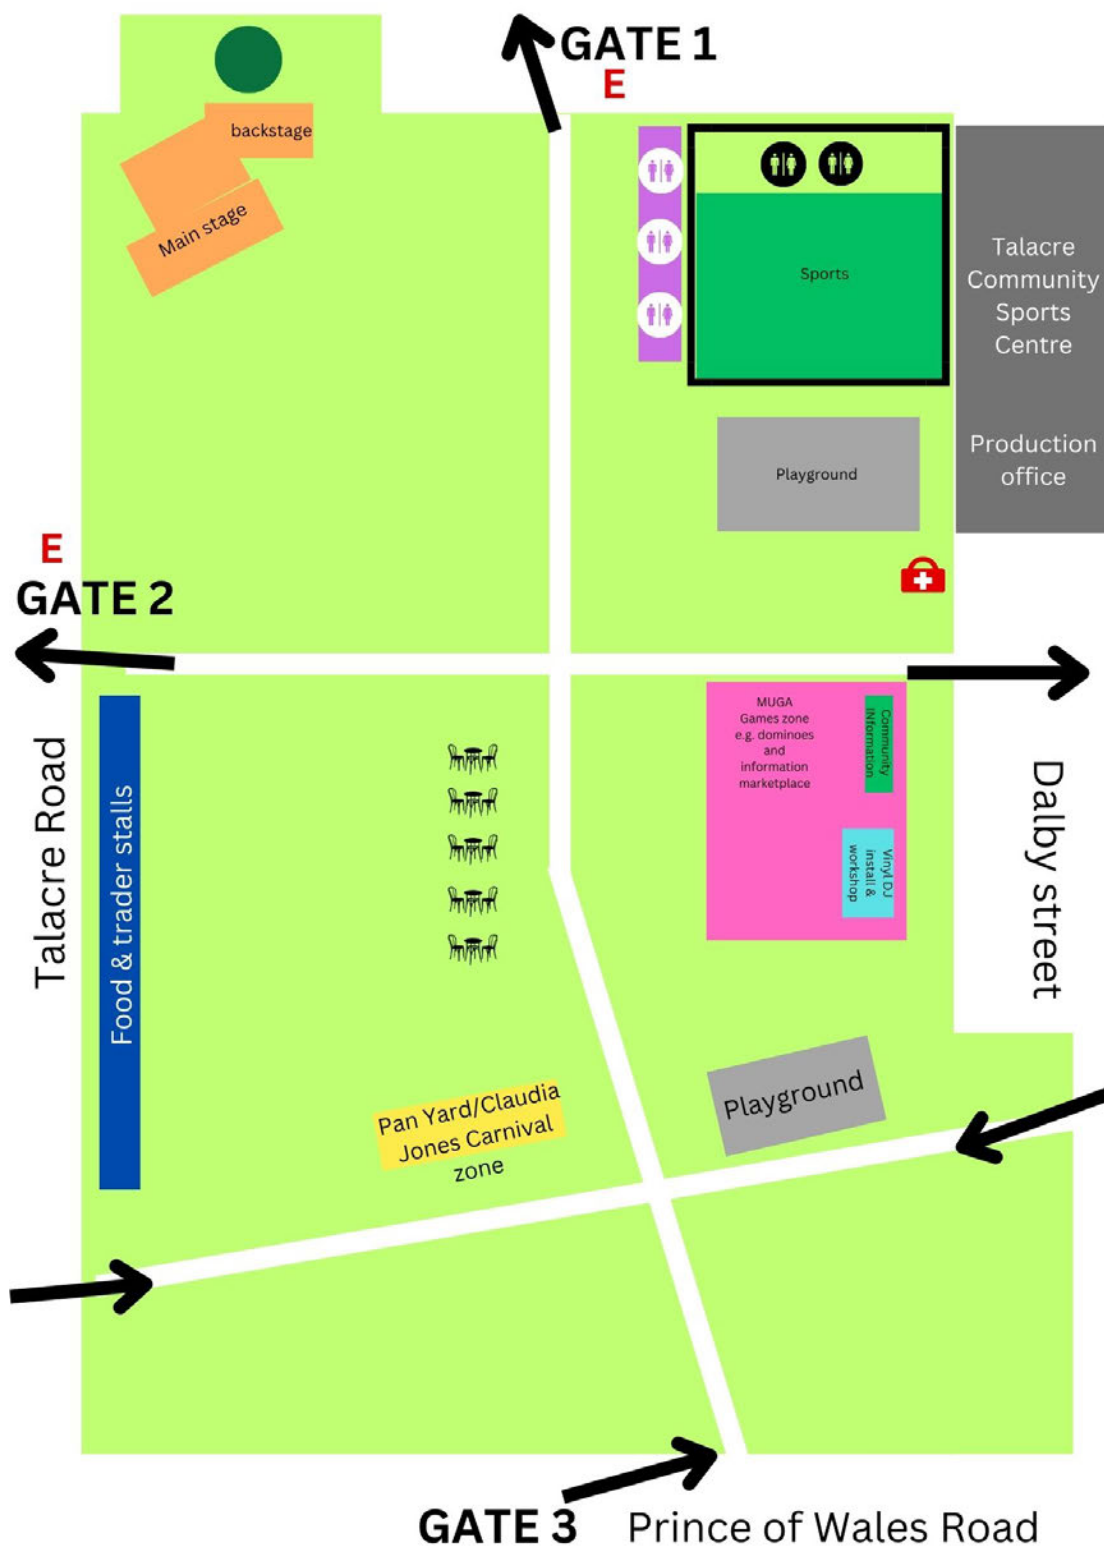 GATE 1
E
backstage
Main stage
Sports
Talacre
Community
Sports
Centre
Production
office
Playground
E
GATE 2
MUGA
Games zone
e.g. dominoes
and
information
marketplace
Community
INformation
Vinyl DJ
install &
workshop
Talacre Road
Food & trader stalls
Dalby street
Pan Yard/Claudia
Jones Carnival
zone
Playground
GATE 3
Prince of Wales Road